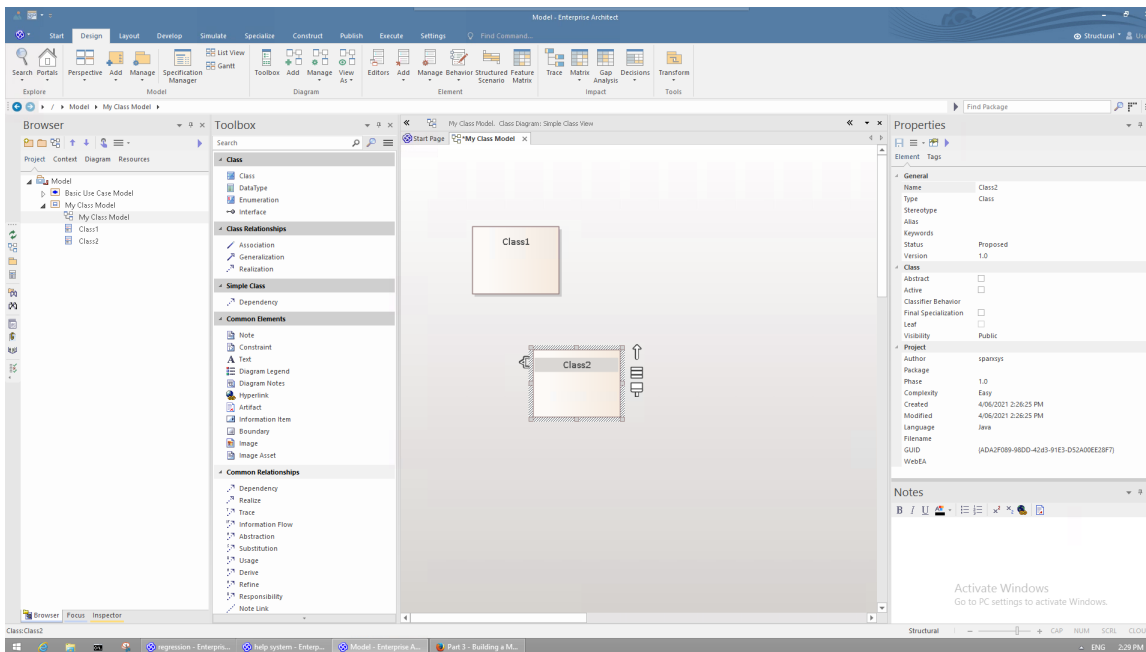 Model - Enterprise Architect
Start Design Layout Develop Simulate Specialize Construct Publish Execute Settings Find Command... Structural
Search Portals Perspective Add Manage Specification Manager List View Gantt Toolbox Add Manage View As Editors Add Manage Behavior Structured Scenario Feature Matrix Trace Matrix Gap Analysis Decisions Transform
Explore Model Diagram Element Impact Tools
/ Model My Class Model Find Package
Browser
Project Context Diagram Resources
Model
Basic Use Case Model
My Class Model
My Class Model
Class1
Class2
Browser Focus Inspector
Toolbox
Search
Class
Class
DataType
Enumeration
Interface
Class Relationships
Association
Generalization
Realization
Simple Class
Dependency
Common Elements
Note
Constraint
A Text
Diagram Legend
Diagram Notes
Hyperlink
Artifact
Information Item
Boundary
Image
Image Asset
Common Relationships
Dependency
Realize
Trace
Information Flow
Abstraction
Substitution
Usage
Derive
Refine
Responsibility
Note Link
My Class Model. Class Diagram: Simple Class View
Start Page *My Class Model
Class1
Class2
Properties
Element Tags
General
Name Class2
Type Class
Stereotype
Alias
Keywords
Status Proposed
Version 1.0
Class
Abstract
Active
Classifier Behavior
Final Specialization
Leaf
Visibility Public
Project
Author sparxsys
Package
Phase 1.0
Complexity Easy
Created 4/06/2021 2:26:25 PM
Modified 4/06/2021 2:26:25 PM
Language Java
Filename
GUID {ADA2F089-98DD-42d3-91E3-D52A00EE28F7}
WebEA
Notes
B I U
Activate Windows
Go to PC settings to activate Windows.
Class:Class2 Structural CAP NUM SCRL CLOU
regression - Enterpris... help system - Enterp... Model - Enterprise A... Part 3 - Building a M... ENG 2:29 PM